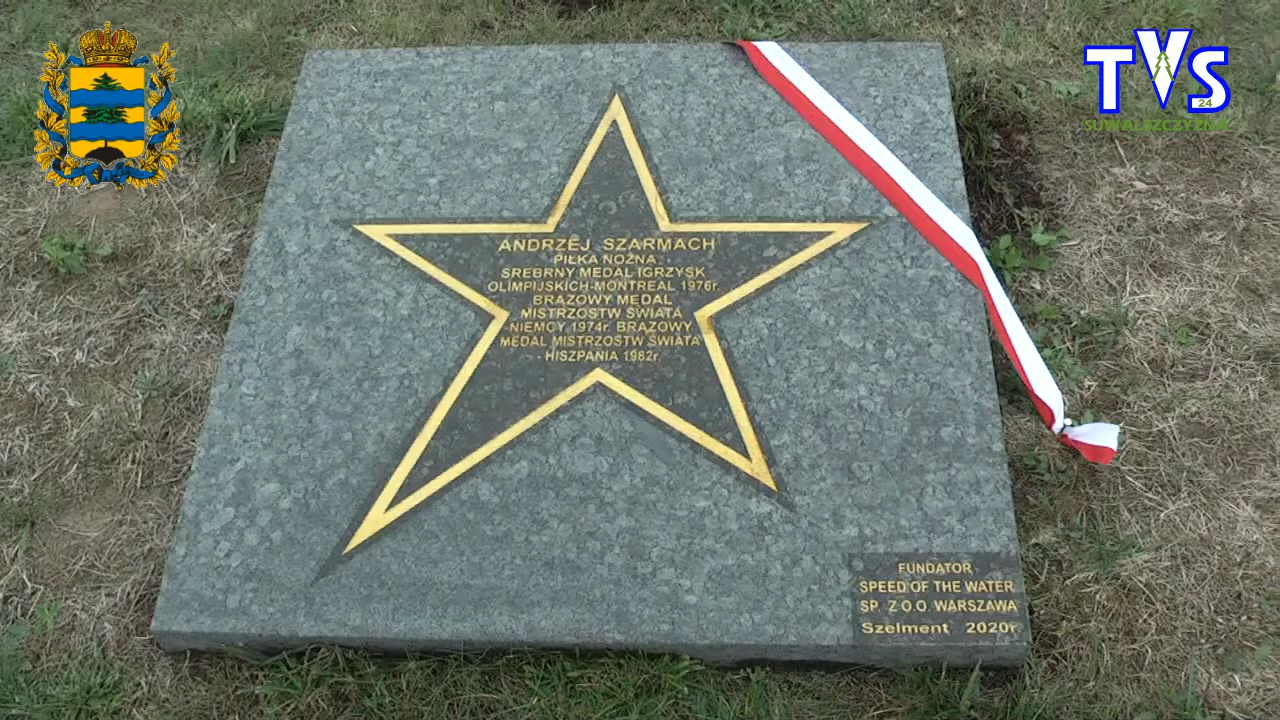 TVS
24
SUWALSZCZYZNA
ANDRZEJ SZARMACH
PIŁKA NOŻNA
SREBRNY MEDAL IGRZYSK
OLIMPIJSKICH-MONTREAL 1976r.
BRĄZOWY MEDAL
MISTRZOSTW ŚWIATA
-NIEMCY 1974r. BRĄZOWY
MEDAL MISTRZOSTW ŚWIATA
- HISZPANIA 1982r.
FUNDATOR
SPEED OF THE WATER
SP. Z O.O. WARSZAWA
Szelment 2020r.